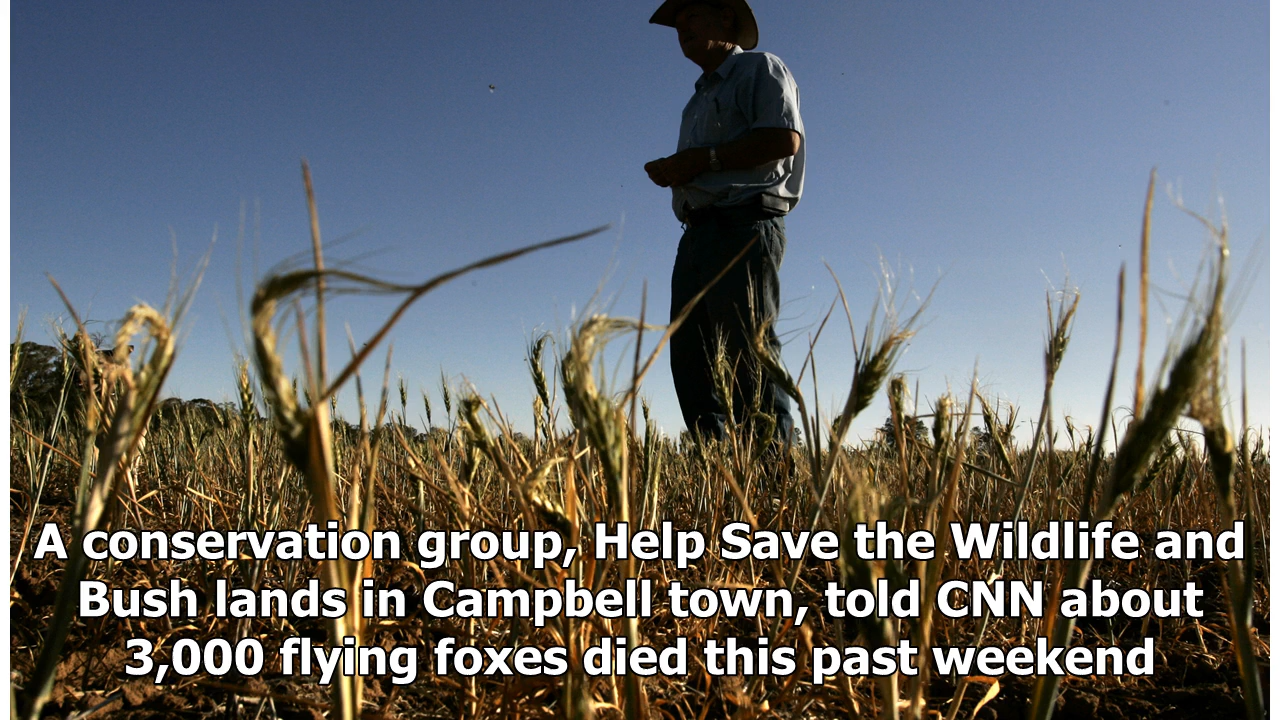 A conservation group, Help Save the Wildlife and
Bush lands in Campbell town, told CNN about
3,000 flying foxes died this past weekend